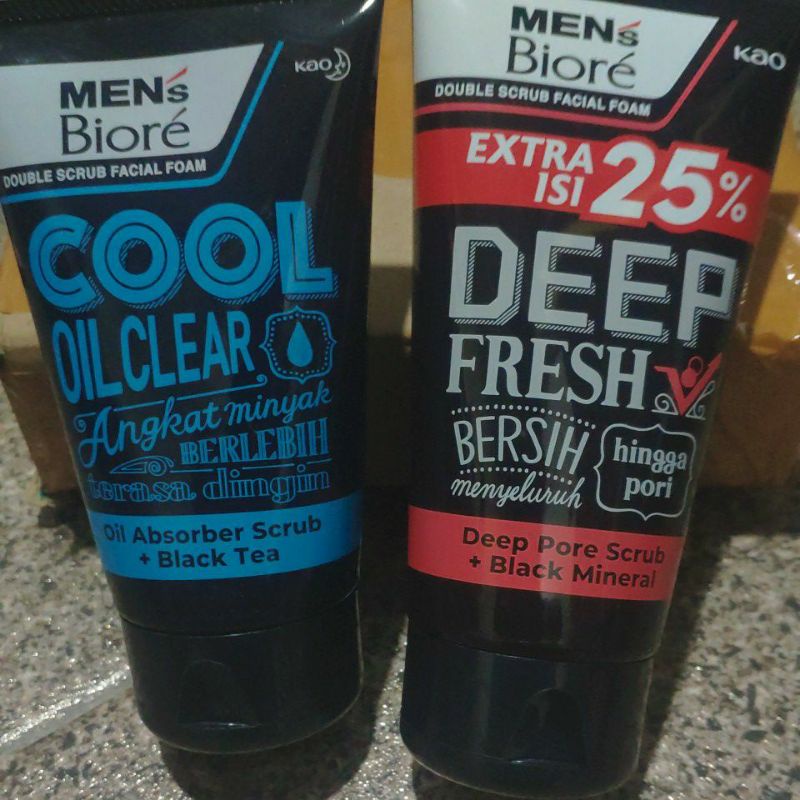 MEN's
Bioré
Kao
DOUBLE SCRUB FACIAL FOAM
COOL
OIL CLEAR
Angkat minyak
BERLEBIH
terasa dingin
Oil Absorber Scrub
+ Black Tea
MEN's
Bioré
Kao
DOUBLE SCRUB FACIAL FOAM
EXTRA
ISI
25%
DEEP
FRESH
BERSIH
menyeluruh
hingga
pori
Deep Pore Scrub
+ Black Mineral